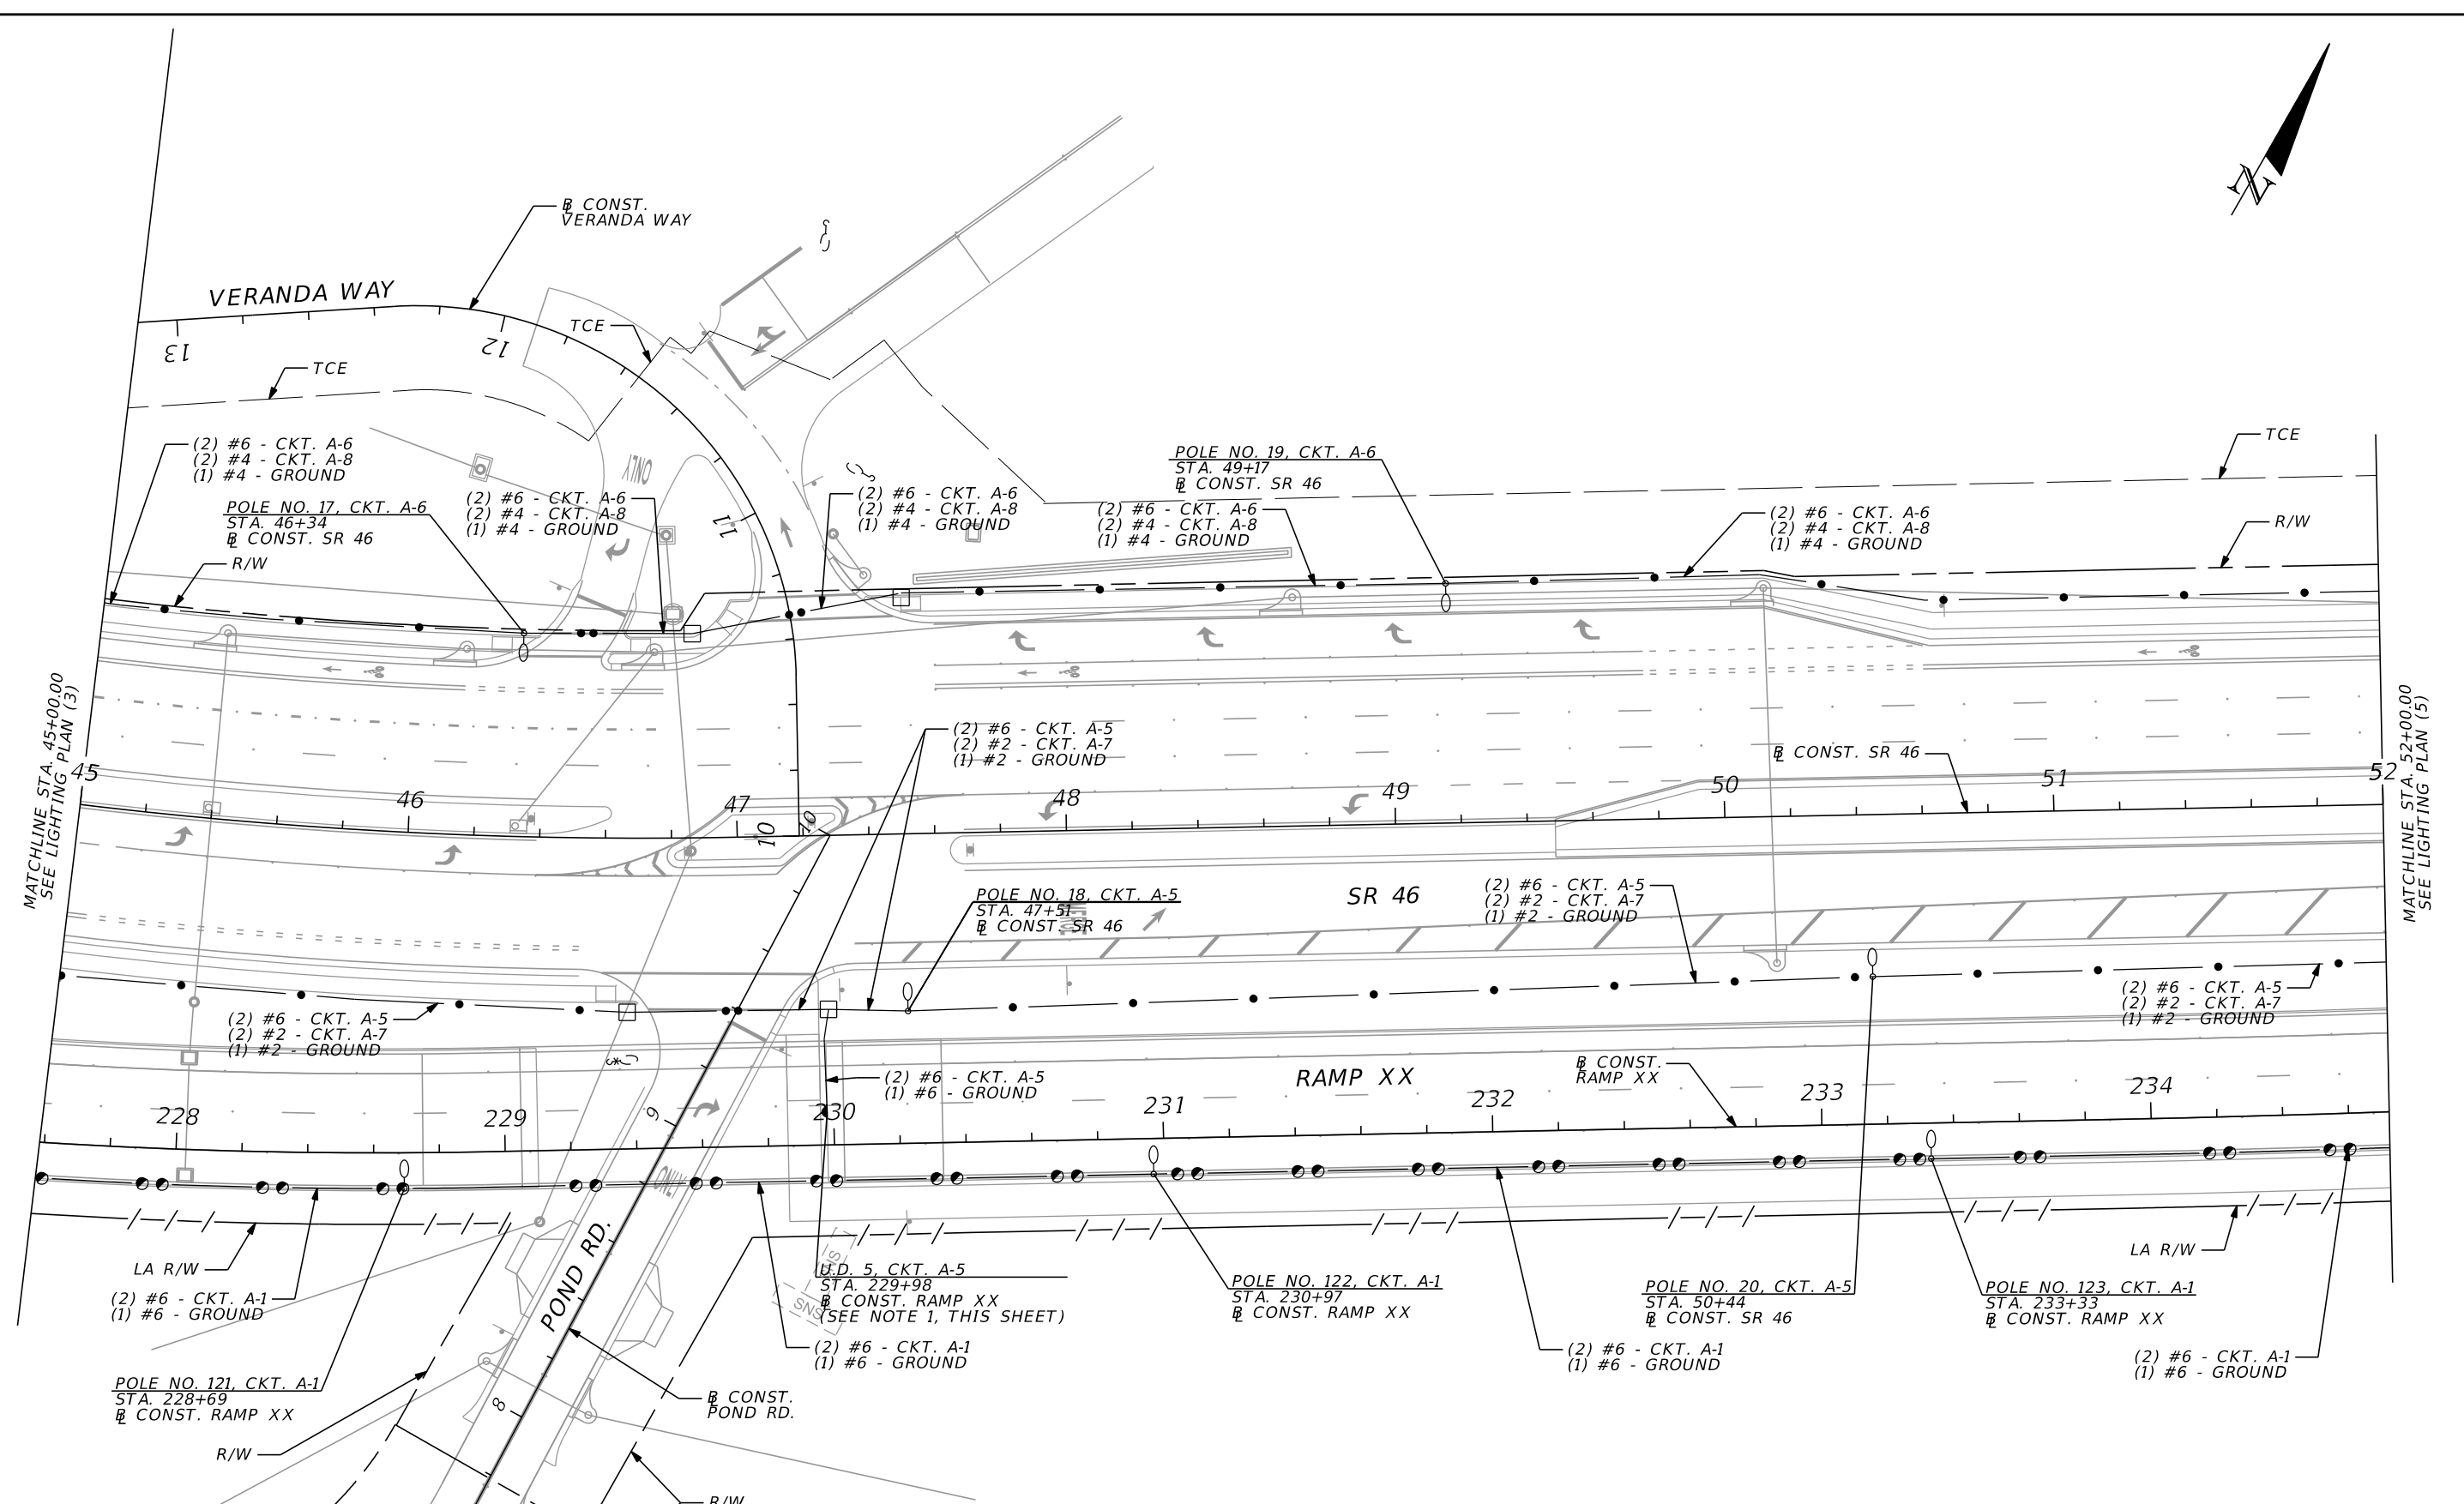 N
℄ CONST.
VERANDA WAY
VERANDA WAY
13
12
11
10
TCE
TCE
TCE
ONLY
(2) #6 - CKT. A-6
(2) #4 - CKT. A-8
(1) #4 - GROUND
POLE NO. 17, CKT. A-6
STA. 46+34
℄ CONST. SR 46
R/W
(2) #6 - CKT. A-6
(2) #4 - CKT. A-8
(1) #4 - GROUND
(2) #6 - CKT. A-6
(2) #4 - CKT. A-8
(1) #4 - GROUND
POLE NO. 19, CKT. A-6
STA. 49+17
℄ CONST. SR 46
(2) #6 - CKT. A-6
(2) #4 - CKT. A-8
(1) #4 - GROUND
(2) #6 - CKT. A-6
(2) #4 - CKT. A-8
(1) #4 - GROUND
R/W
MATCHLINE STA. 45+00.00
SEE LIGHTING PLAN (3)
MATCHLINE STA. 52+00.00
SEE LIGHTING PLAN (5)
(2) #6 - CKT. A-5
(2) #2 - CKT. A-7
(1) #2 - GROUND
℄ CONST. SR 46
45
46
47
48
49
50
51
52
10
POLE NO. 18, CKT. A-5
STA. 47+51
℄ CONST. SR 46
SR 46
(2) #6 - CKT. A-5
(2) #2 - CKT. A-7
(1) #2 - GROUND
(2) #6 - CKT. A-5
(2) #2 - CKT. A-7
(1) #2 - GROUND
(2) #6 - CKT. A-5
(2) #2 - CKT. A-7
(1) #2 - GROUND
(2) #6 - CKT. A-5
(1) #6 - GROUND
RAMP XX
℄ CONST.
RAMP XX
228
229
230
231
232
233
234
9
8
ONLY
POND RD.
LA R/W
(2) #6 - CKT. A-1
(1) #6 - GROUND
POLE NO. 121, CKT. A-1
STA. 228+69
℄ CONST. RAMP XX
R/W
U.D. 5, CKT. A-5
STA. 229+98
℄ CONST. RAMP XX
(SEE NOTE 1, THIS SHEET)
SNS
(2) #6 - CKT. A-1
(1) #6 - GROUND
℄ CONST.
POND RD.
R/W
POLE NO. 122, CKT. A-1
STA. 230+97
℄ CONST. RAMP XX
(2) #6 - CKT. A-1
(1) #6 - GROUND
POLE NO. 20, CKT. A-5
STA. 50+44
℄ CONST. SR 46
LA R/W
POLE NO. 123, CKT. A-1
STA. 233+33
℄ CONST. RAMP XX
(2) #6 - CKT. A-1
(1) #6 - GROUND